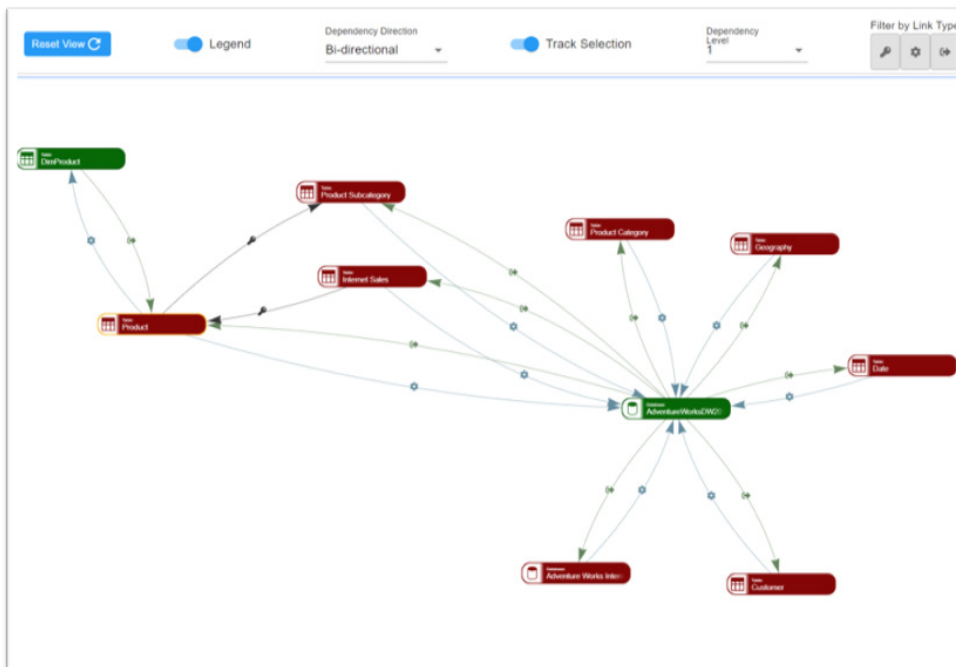 Reset View
Legend
Dependency Direction
Bi-directional
Track Selection
Dependency
Level
1
Filter by Link Type
Table
DimProduct
Table
Product Subcategory
Table
Product Category
Table
Geography
Table
Internet Sales
Table
Product
Table
Date
Database
AdventureWorksDW20
Database
Adventure Works Inter
Table
Customer